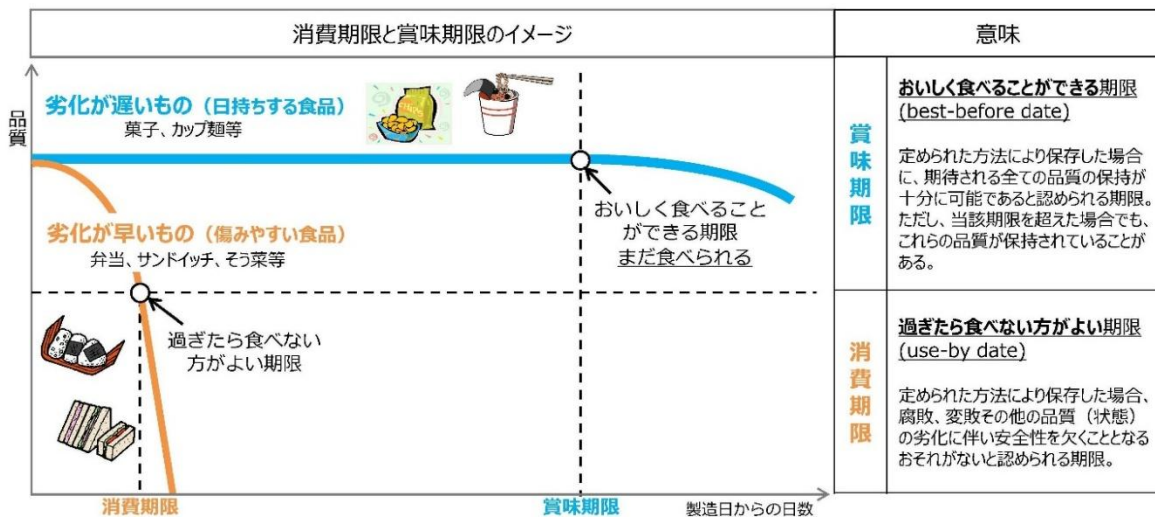 消費期限と賞味期限のイメージ
意味
品質
劣化が遅いもの（日持ちする食品）
菓子、カップ麺等
おいしく食べること
ができる期限
まだ食べられる
劣化が早いもの（傷みやすい食品）
弁当、サンドイッチ、そう菜等
過ぎたら食べない
方がよい期限
消費期限
賞味期限
製造日からの日数
賞味期限
おいしく食べることができる期限
(best-before date)
定められた方法により保存した場合
に、期待される全ての品質の保持が
十分に可能であると認められる期限。
ただし、当該期限を超えた場合でも、
これらの品質が保持されていることが
ある。
消費期限
過ぎたら食べない方がよい期限
(use-by date)
定められた方法により保存した場合、
腐敗、変敗その他の品質（状態）
の劣化に伴い安全性を欠くこととなる
おそれがないと認められる期限。